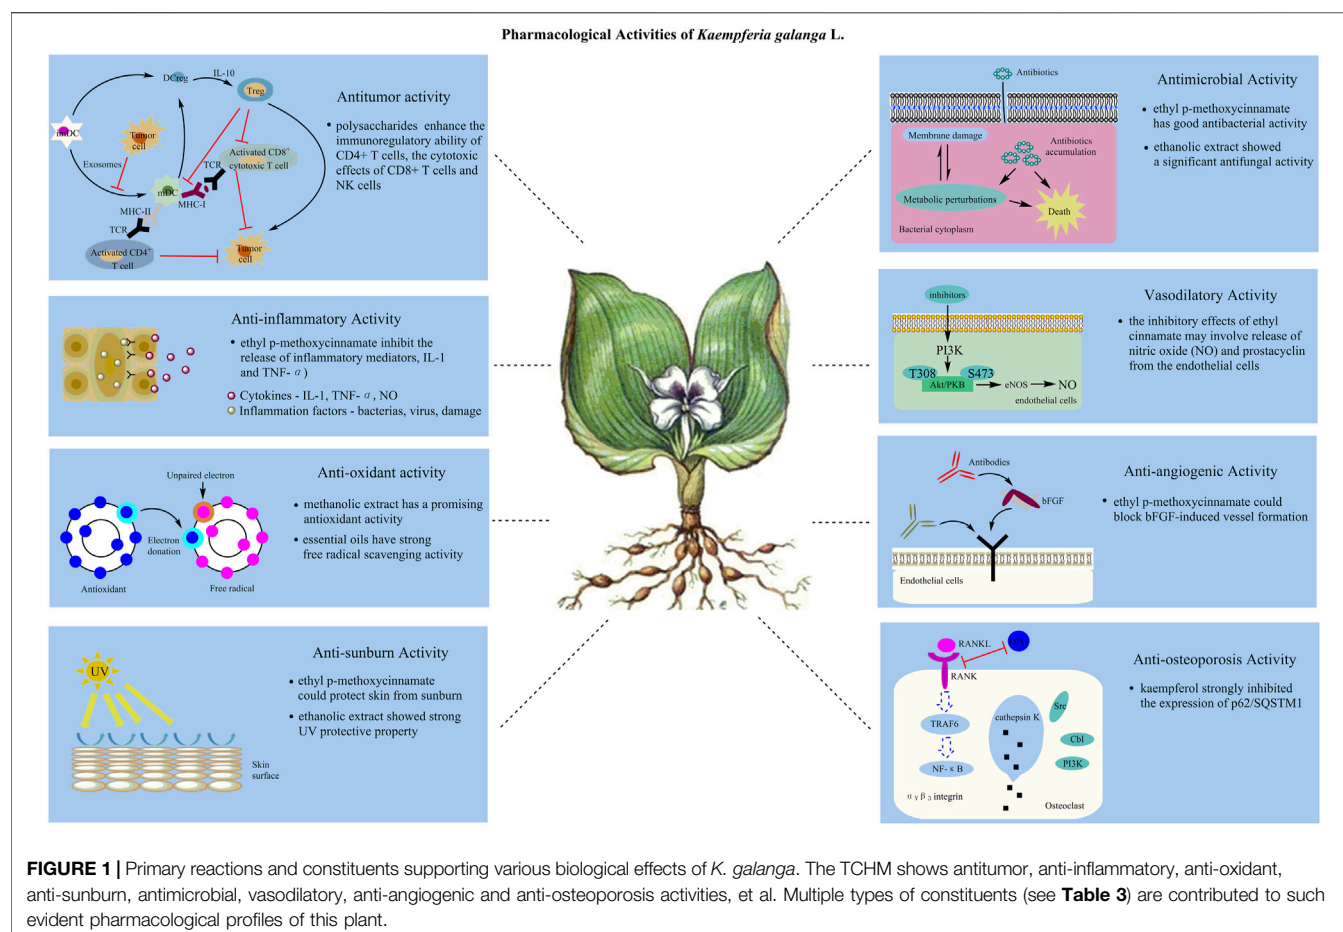 Pharmacological Activities of Kaempferia galanga L.
DCreg
IL-10
Treg
imDC
Tumor
cell
Exosomes
Activated CD8⁺
cytotoxic T cell
TCR
mDC
MHC-I
MHC-II
TCR
Activated CD4⁺
T cell
Tumor
cell
Antitumor activity
• polysaccharides enhance the
immunoregulatory ability of
CD4+ T cells, the cytotoxic
effects of CD8+ T cells and
NK cells
Anti-inflammatory Activity
• ethyl p-methoxycinnamate inhibit the
release of inflammatory mediators, IL-1
and TNF- α)
Cytokines - IL-1, TNF- α, NO
Inflammation factors - bacterias, virus, damage
Unpaired electron
Electron
donation
Antioxidant
Free radical
Anti-oxidant activity
• methanolic extract has a promising
antioxidant activity
• essential oils have strong
free radical scavenging activity
UV
Skin
surface
Anti-sunburn Activity
• ethyl p-methoxycinnamate
could protect skin from sunburn
• ethanolic extract showed strong
UV protective property
Antibiotics
Membrane damage
Antibiotics
accumulation
Metabolic perturbations
Death
Bacterial cytoplasm
Antimicrobial Activity
• ethyl p-methoxycinnamate
has good antibacterial activity
• ethanolic extract showed
a significant antifungal activity
inhibitors
PI3K
T308
S473
Akt/PKB
eNOS
NO
endothelial cells
Vasodilatory Activity
• the inhibitory effects of ethyl
cinnamate may involve release of
nitric oxide (NO) and prostacyclin
from the endothelial cells
Antibodies
bFGF
Endothelial cells
Anti-angiogenic Activity
• ethyl p-methoxycinnamate could
block bFGF-induced vessel formation
RANKL
OPG
RANK
TRAF6
NF- κ B
cathepsin K
Src
Cbl
PI3K
α γ β 3 integrin
Osteoclast
Anti-osteoporosis Activity
• kaempferol strongly inhibited
the expression of p62/SQSTM1
FIGURE 1 | Primary reactions and constituents supporting various biological effects of K. galanga. The TCHM shows antitumor, anti-inflammatory, anti-oxidant,
anti-sunburn, antimicrobial, vasodilatory, anti-angiogenic and anti-osteoporosis activities, et al. Multiple types of constituents (see Table 3) are contributed to such
evident pharmacological profiles of this plant.